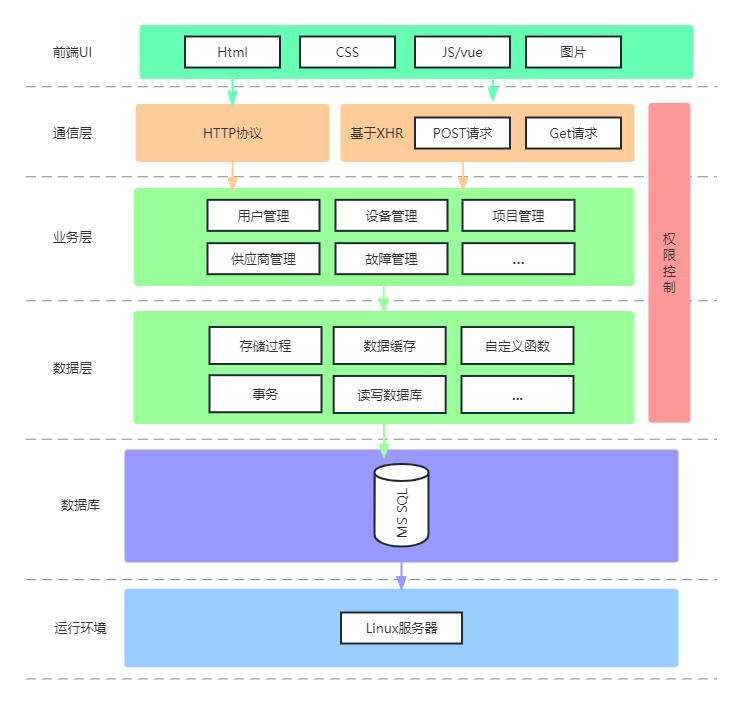 前端UI
Html
CSS
JS/vue
图片
通信层
HTTP协议
基于XHR
POST请求
Get请求
权限控制
业务层
用户管理
设备管理
项目管理
供应商管理
故障管理
...
数据层
存储过程
数据缓存
自定义函数
事务
读写数据库
...
数据库
MS SQL
运行环境
Linux服务器